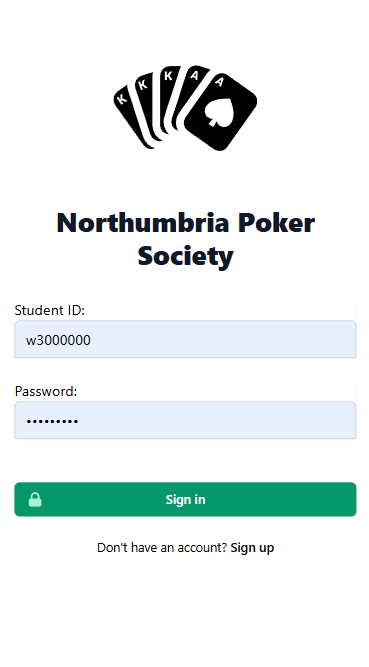 K K K A A
Northumbria Poker
Society
Student ID:
w3000000
Password:
•••••••••
Sign in
Don't have an account? Sign up